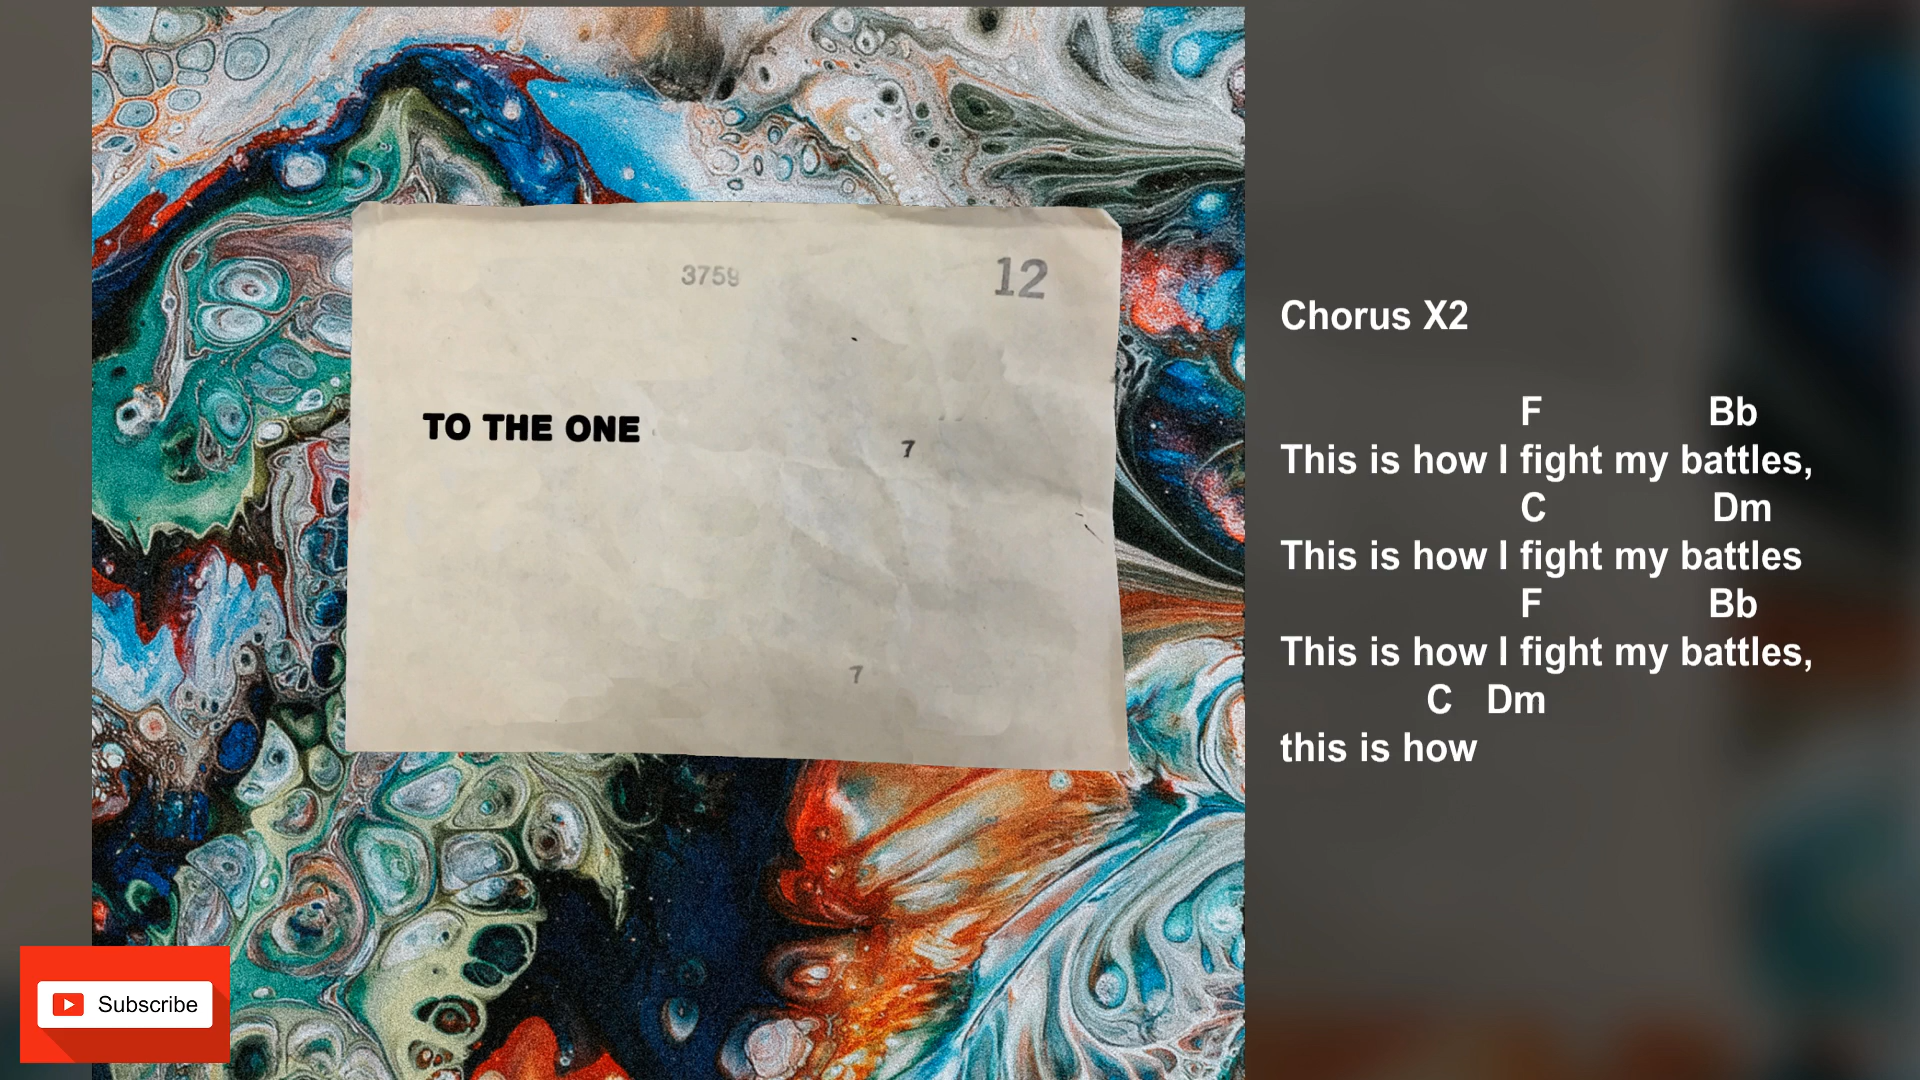 3759
12
TO THE ONE
7
7
Chorus X2
F Bb
This is how I fight my battles,
C Dm
This is how I fight my battles
F Bb
This is how I fight my battles,
C Dm
this is how
Subscribe